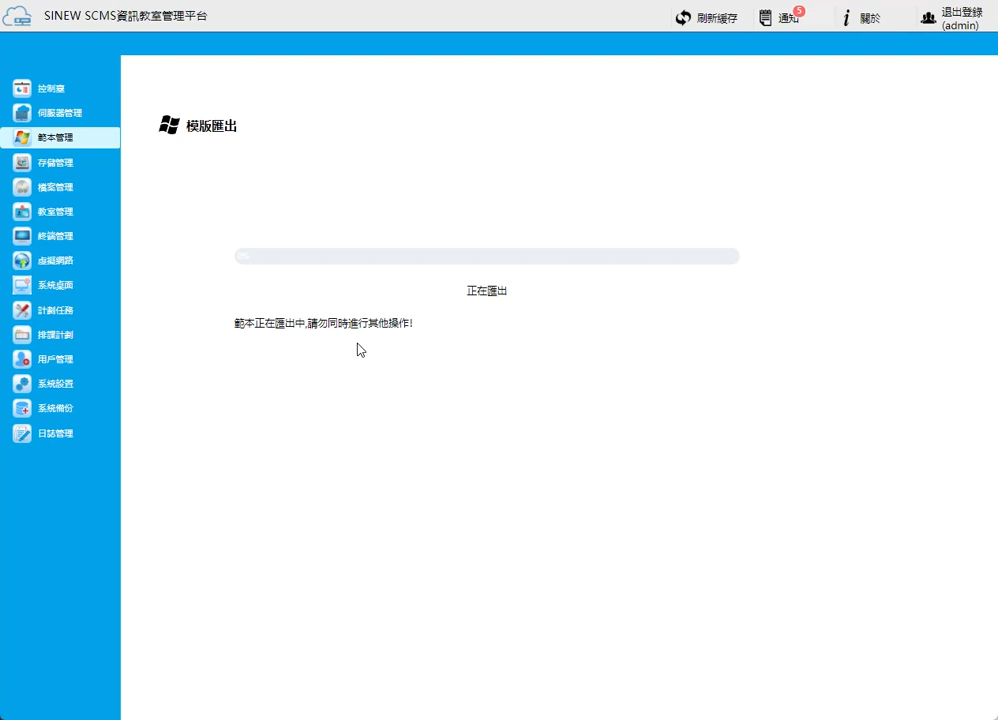 SINEW SCMS資訊教室管理平台
刷新緩存
通知
5
關於
退出登錄
(admin)
控制臺
伺服器管理
範本管理
存儲管理
檔案管理
教室管理
終端管理
虛擬網路
系統桌面
計劃任務
排課計劃
用戶管理
系統設置
系統備份
日誌管理
模版匯出
0%
正在匯出
範本正在匯出中,請勿同時進行其他操作!